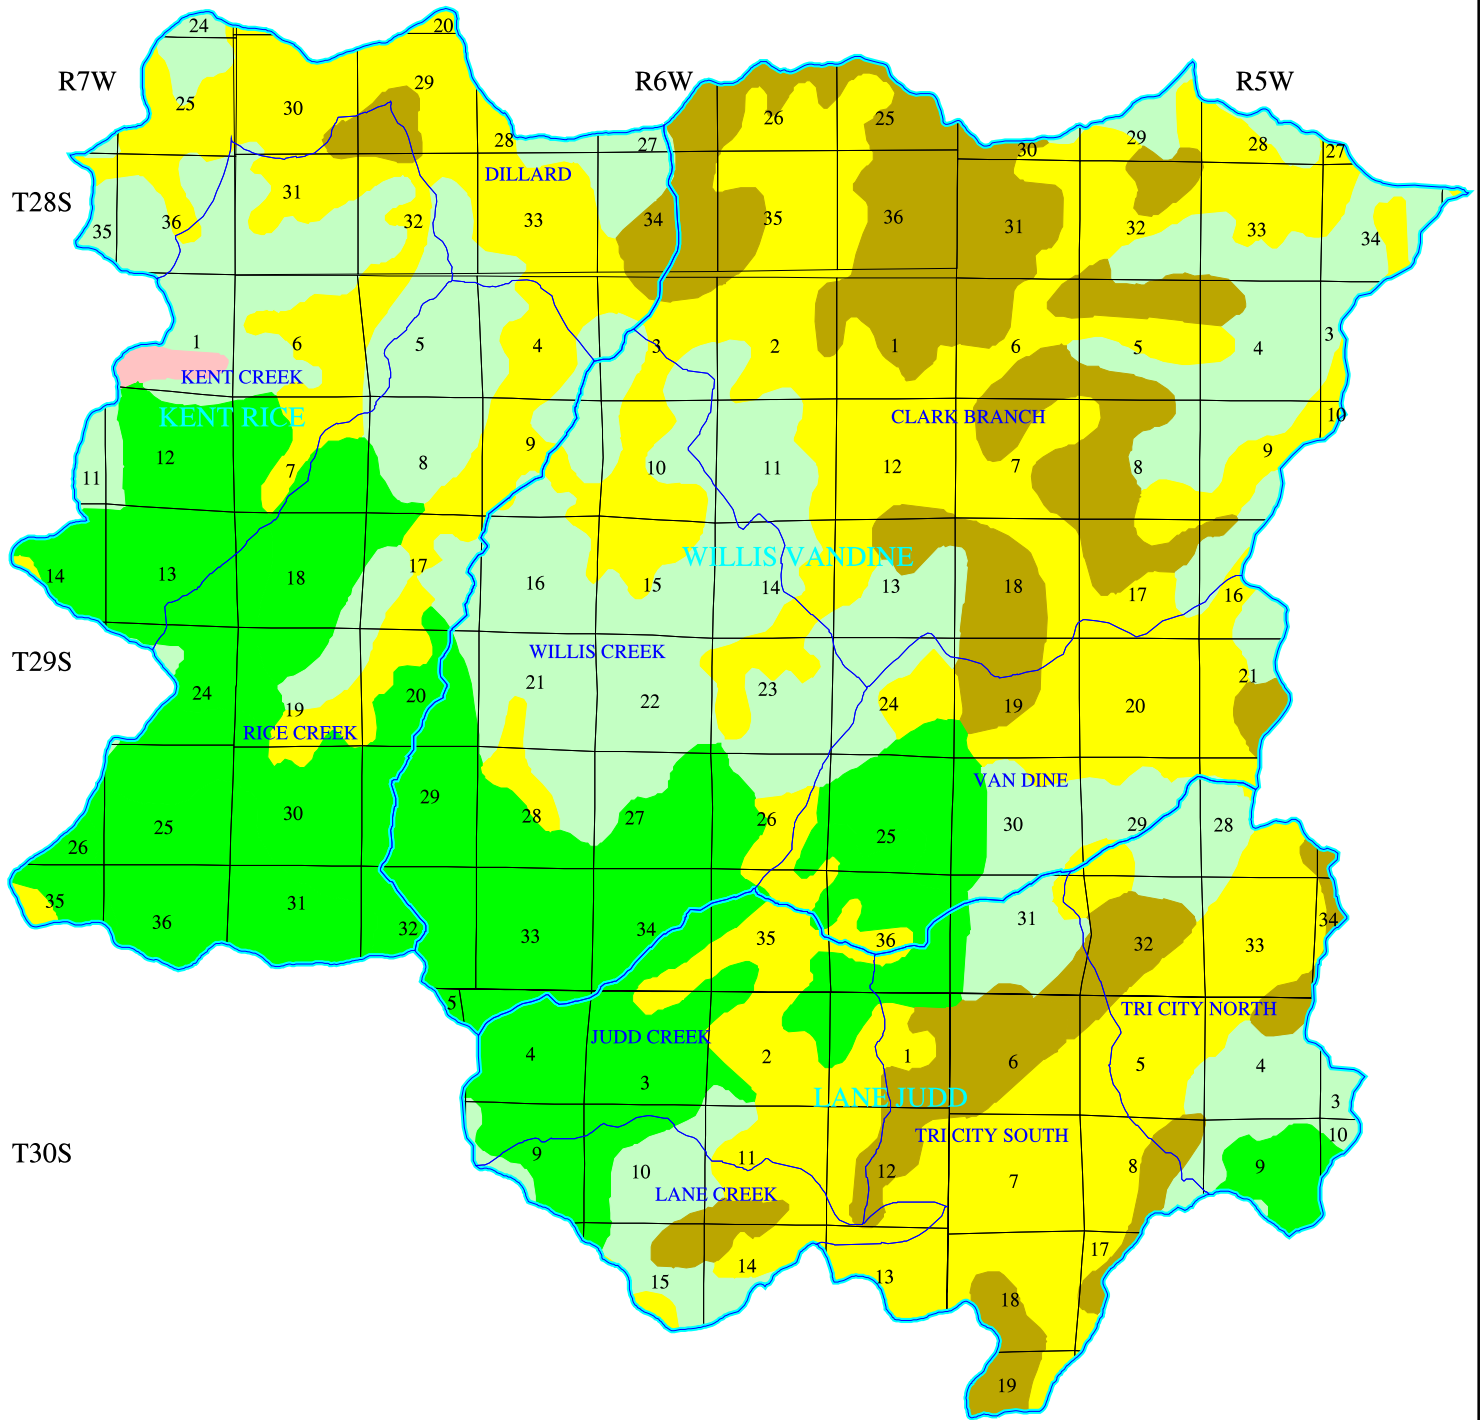 24 20
R7W 29 R6W R5W
25 30 26 25
28 27 30 29 28 27
DILLARD
31
T28S
35 36 32 33 34 35 36 31 32 33 34
1 6 5 4 3 2 1 6 5 4 3
KENT CREEK
KENT RICE CLARK BRANCH 10
11 12 7 8 9 10 11 12 7 8 9
WILLIS VANDINE
14 13 18 17 16 15 14 13 18 17 16
T29S WILLIS CREEK
24 19 20 21 22 23 24 19 20 21
RICE CREEK
VAN DINE
26 25 30 29 28 27 26 25 30 29 28
35 36 31 32 33 34 35 36 31 32 33 34
5 TRI CITY NORTH
JUDD CREEK
4 3 2 1 6 5 4 3
LANE JUDD
TRI CITY SOUTH
T30S 9 10 11 12 7 8 9 10
LANE CREEK
15 14 13 18 17
19